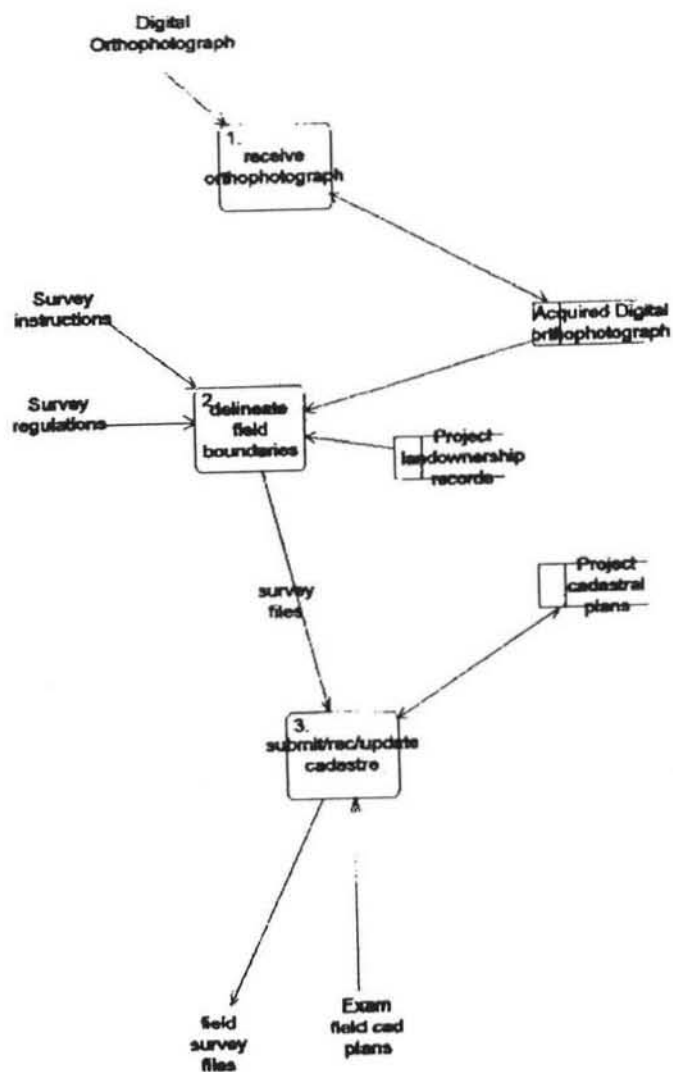 Digital
Orthophotograph
1.
receive
orthophotograph
Survey
instructions
Acquired Digital
orthophotograph
Survey
regulations
2
delineate
field
boundaries
Project
landownership
records
survey
files
Project
cadastral
plans
3.
submit/rec/update
cadastre
field
survey
files
Exam
field cad
plans